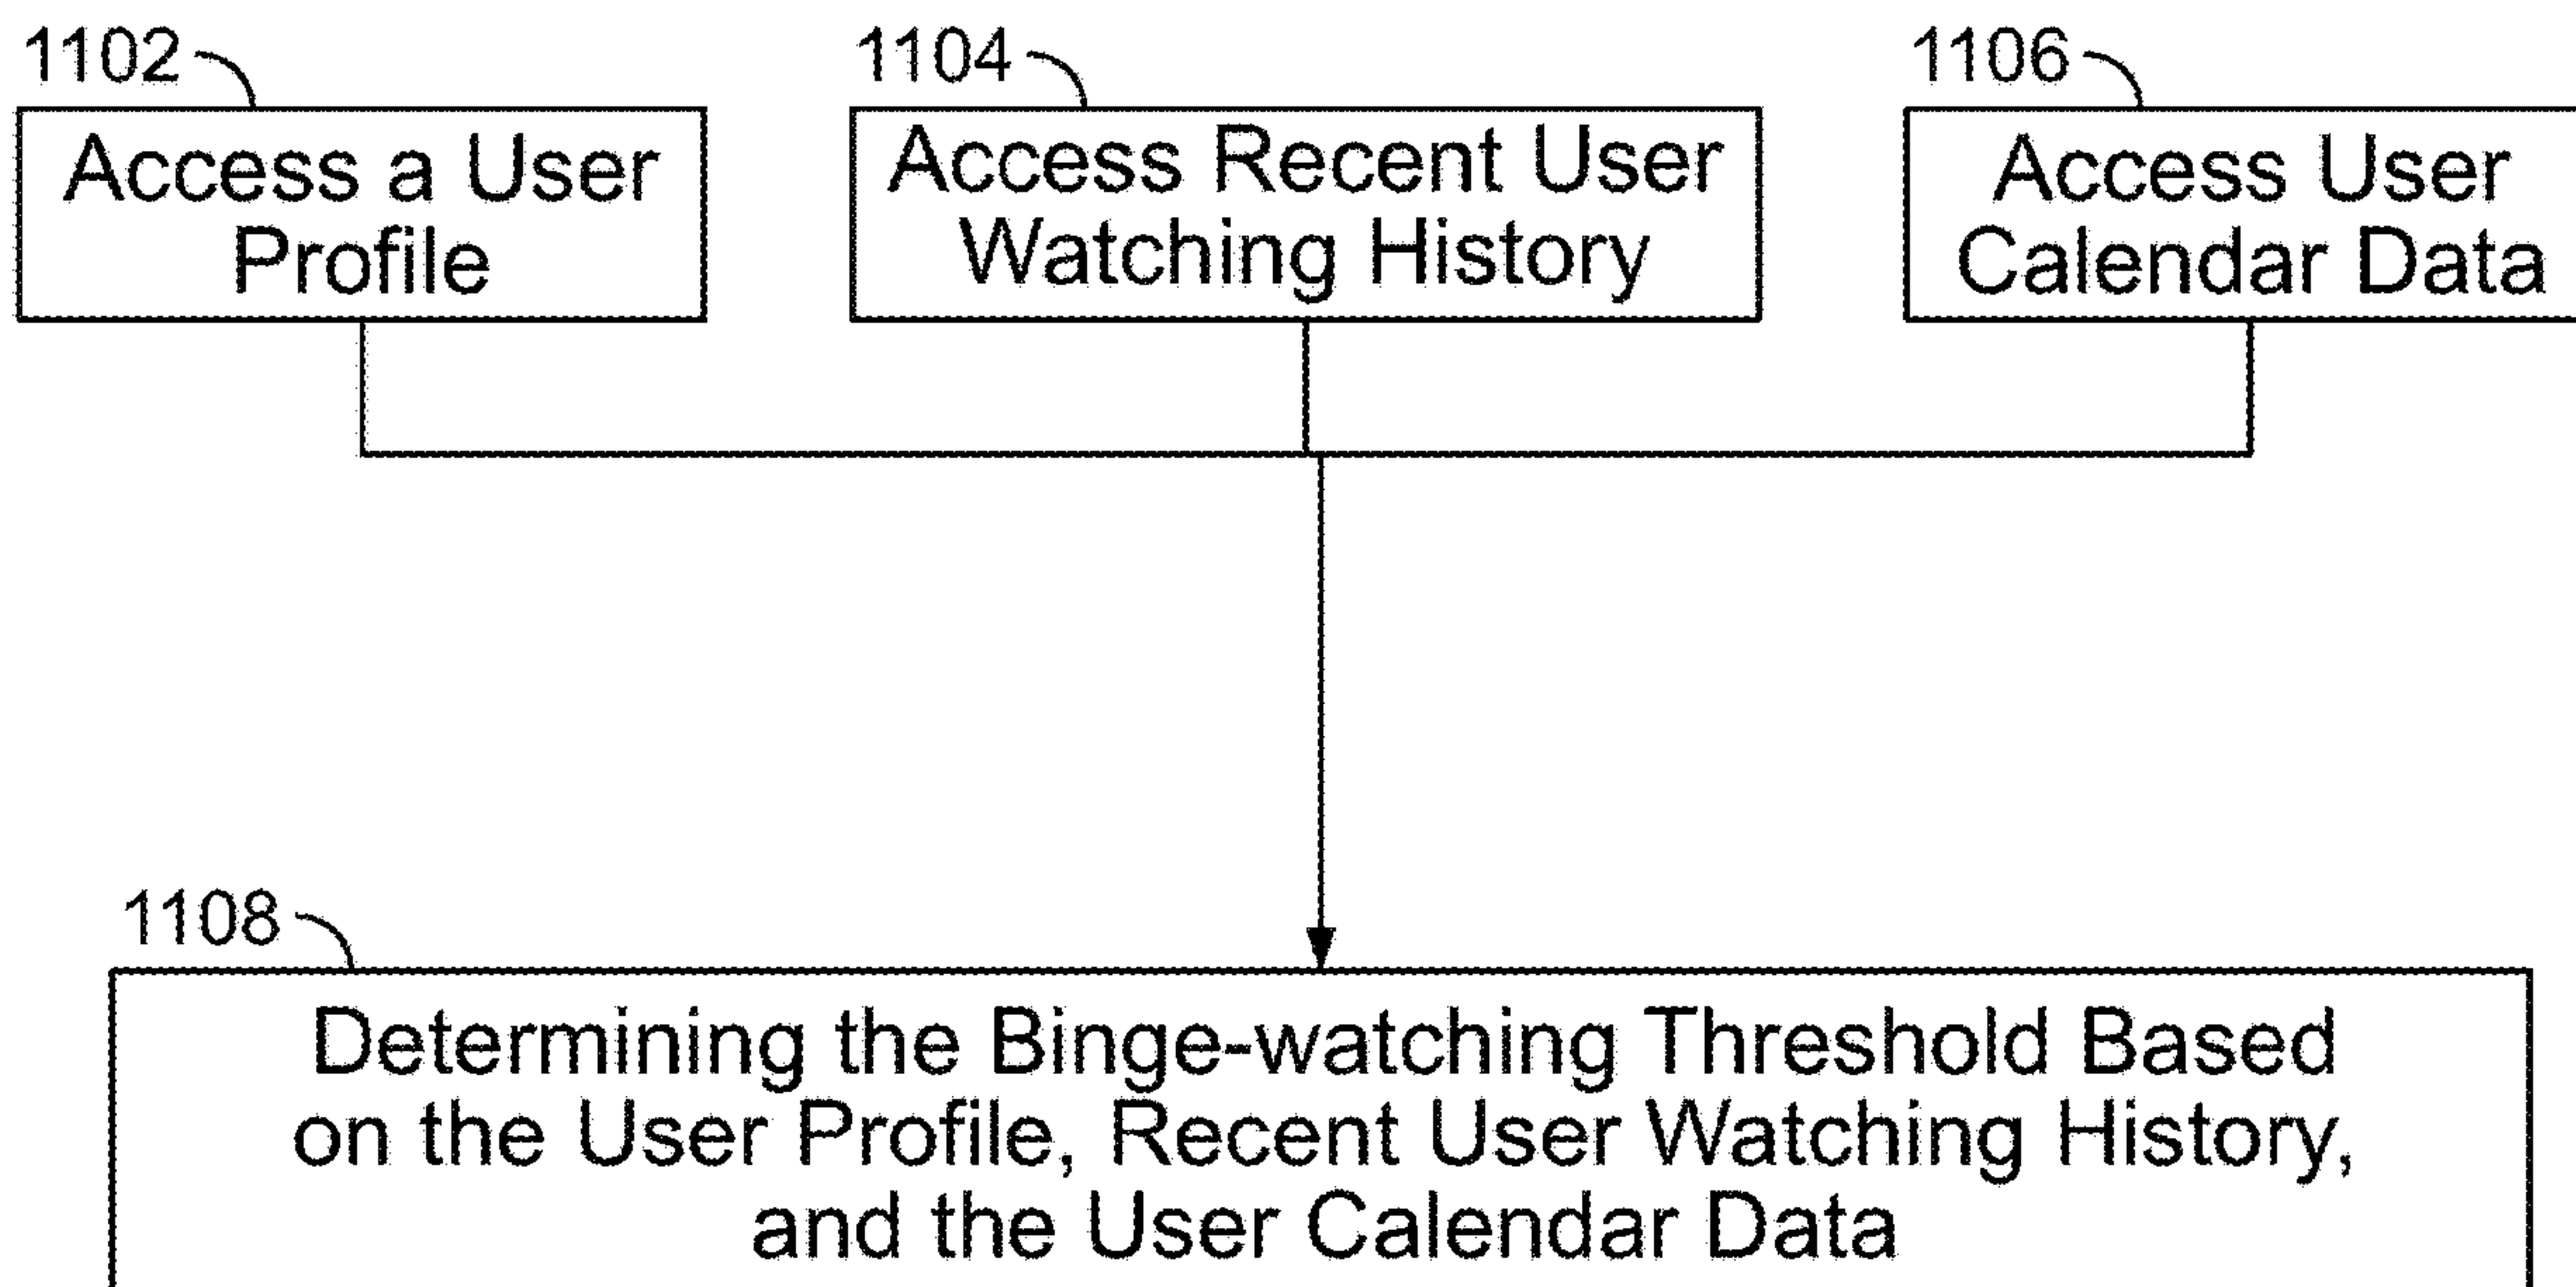 1102
Access a User
Profile
1104
Access Recent User
Watching History
1106
Access User
Calendar Data
1108
Determining the Binge-watching Threshold Based
on the User Profile, Recent User Watching History,
and the User Calendar Data